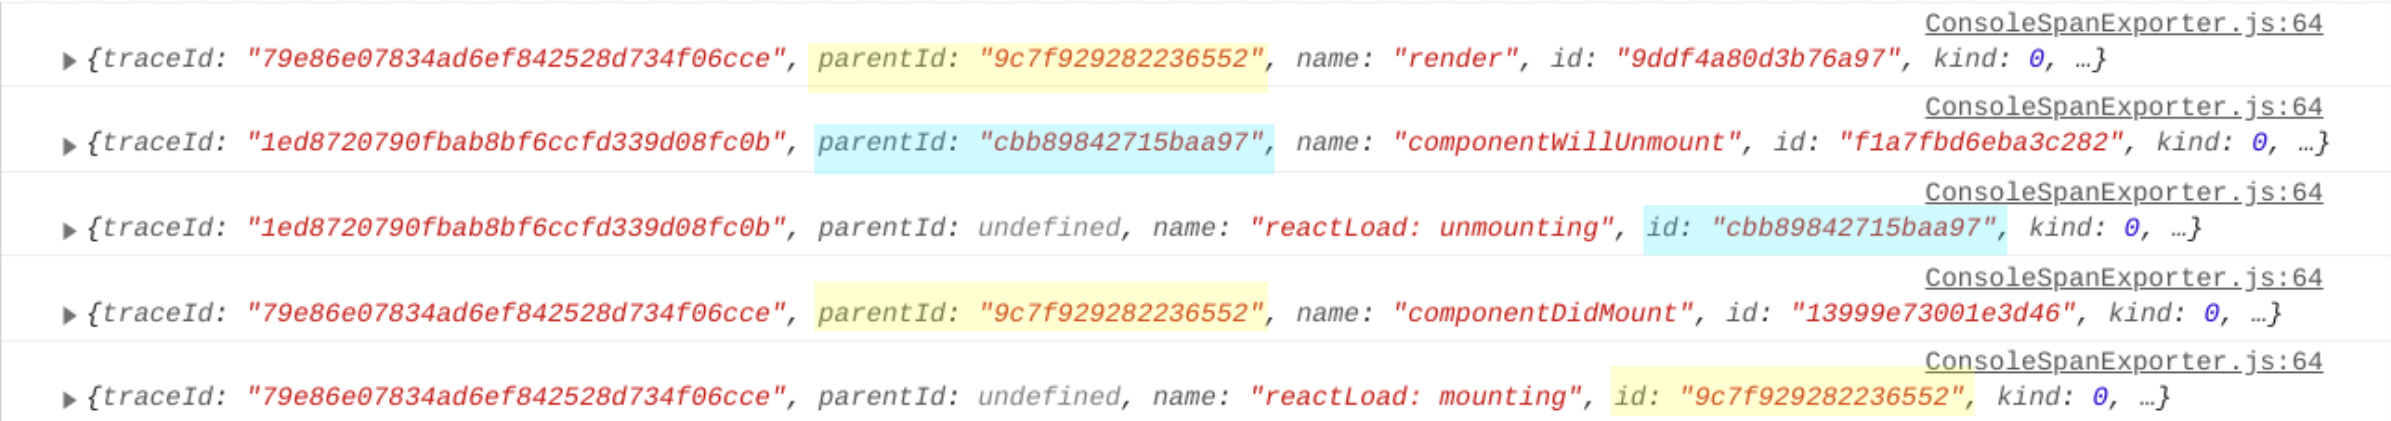 ConsoleSpanExporter.js:64
▶{traceId: "79e86e07834ad6ef842528d734f06cce", parentId: "9c7f929282236552", name: "render", id: "9ddf4a80d3b76a97", kind: 0, …}
ConsoleSpanExporter.js:64
▶{traceId: "1ed8720790fbab8bf6ccfd339d08fc0b", parentId: "cbb89842715baa97", name: "componentWillUnmount", id: "f1a7fbd6eba3c282", kind: 0, …}
ConsoleSpanExporter.js:64
▶{traceId: "1ed8720790fbab8bf6ccfd339d08fc0b", parentId: undefined, name: "reactLoad: unmounting", id: "cbb89842715baa97", kind: 0, …}
ConsoleSpanExporter.js:64
▶{traceId: "79e86e07834ad6ef842528d734f06cce", parentId: "9c7f929282236552", name: "componentDidMount", id: "13999e73001e3d46", kind: 0, …}
ConsoleSpanExporter.js:64
▶{traceId: "79e86e07834ad6ef842528d734f06cce", parentId: undefined, name: "reactLoad: mounting", id: "9c7f929282236552", kind: 0, …}